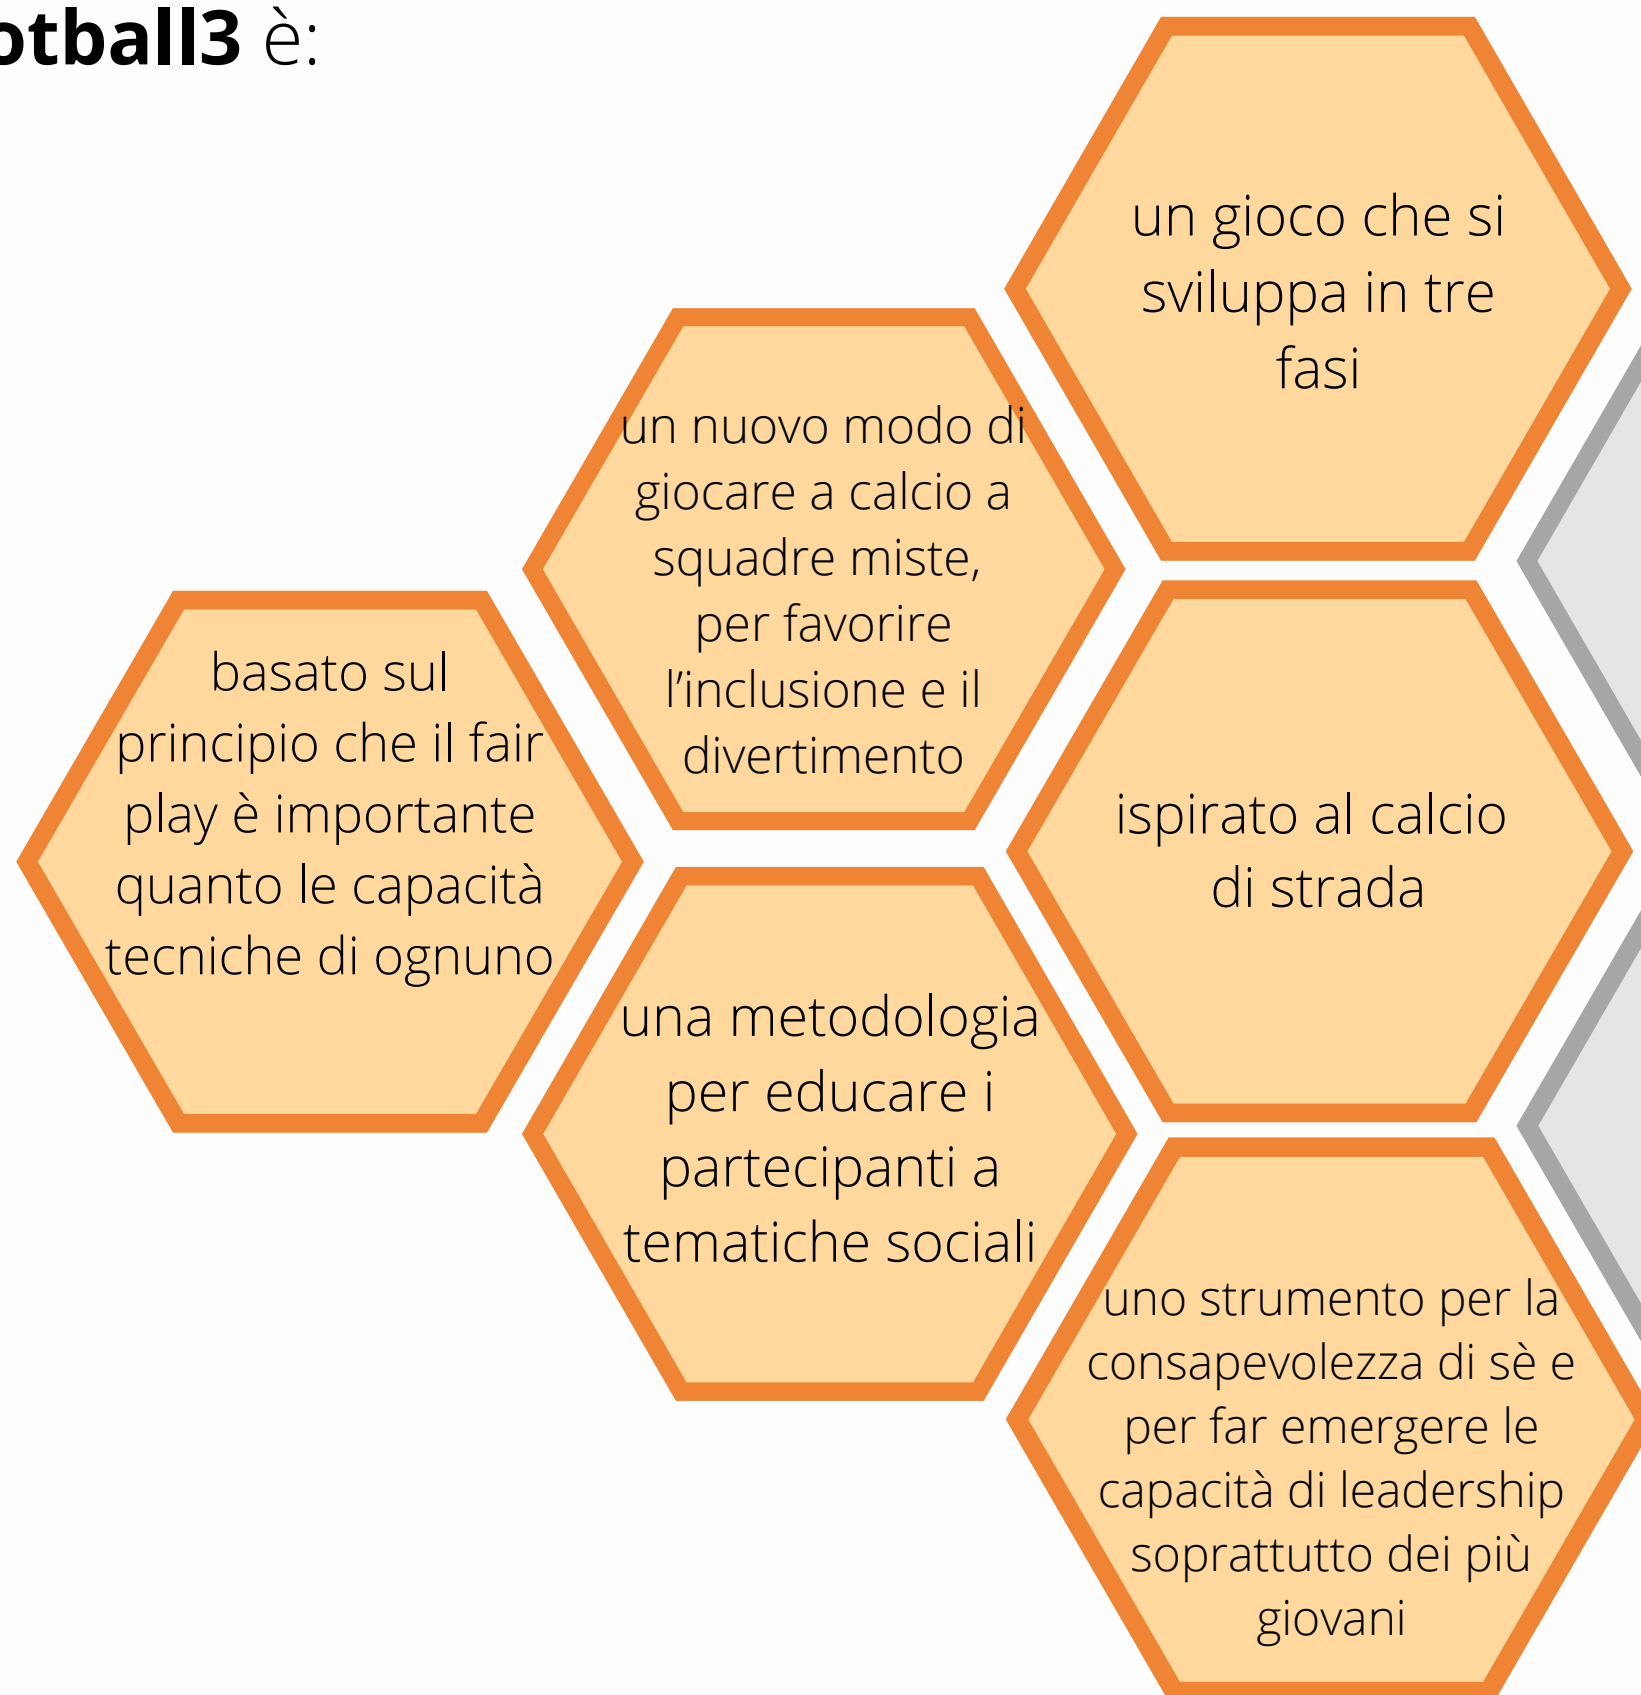 otball3 è:
un gioco che si
sviluppa in tre
fasi
un nuovo modo di
giocare a calcio a
squadre miste,
per favorire
l’inclusione e il
divertimento
basato sul
principio che il fair
play è importante
quanto le capacità
tecniche di ognuno
ispirato al calcio
di strada
una metodologia
per educare i
partecipanti a
tematiche sociali
uno strumento per la
consapevolezza di sè e
per far emergere le
capacità di leadership
soprattutto dei più
giovani